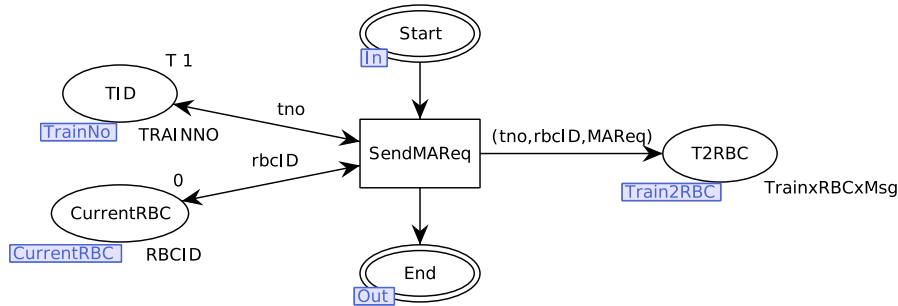 Start
In
T 1
TID
TrainNo
TRAINNO
tno
SendMAReq
(tno,rbcID,MAReq)
T2RBC
Train2RBC
TrainxRBCxMsg
rbcID
0
CurrentRBC
CurrentRBC
RBCID
End
Out